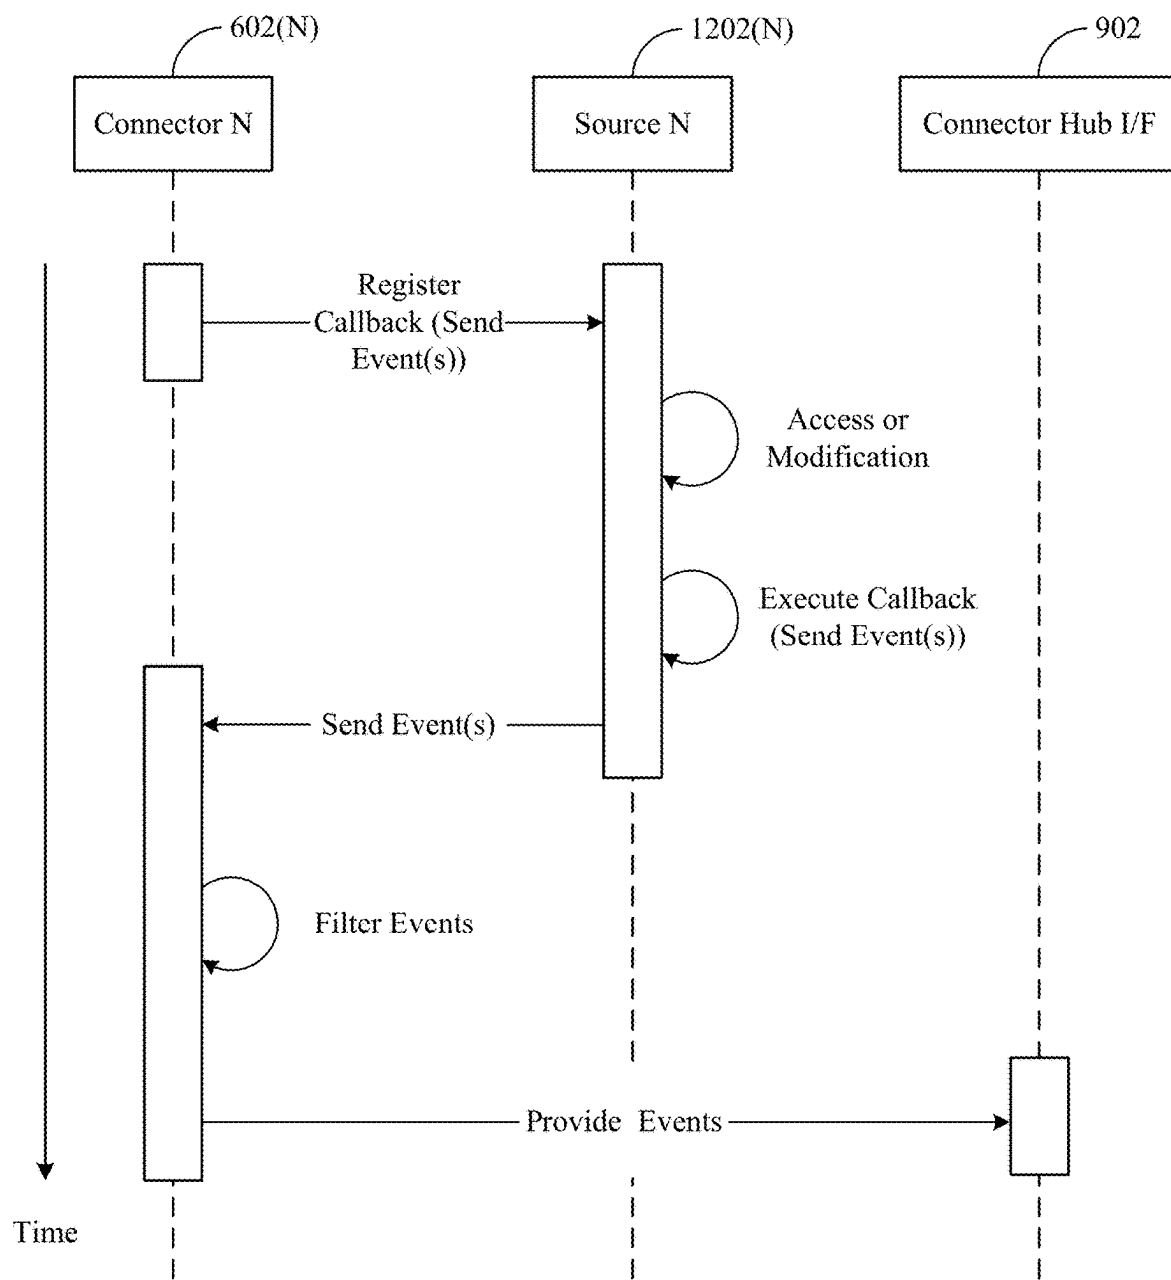 602(N)
1202(N)
902
Connector N
Source N
Connector Hub I/F
Register
Callback (Send
Event(s))
Access or
Modification
Execute Callback
(Send Event(s))
Send Event(s)
Filter Events
Provide Events
Time